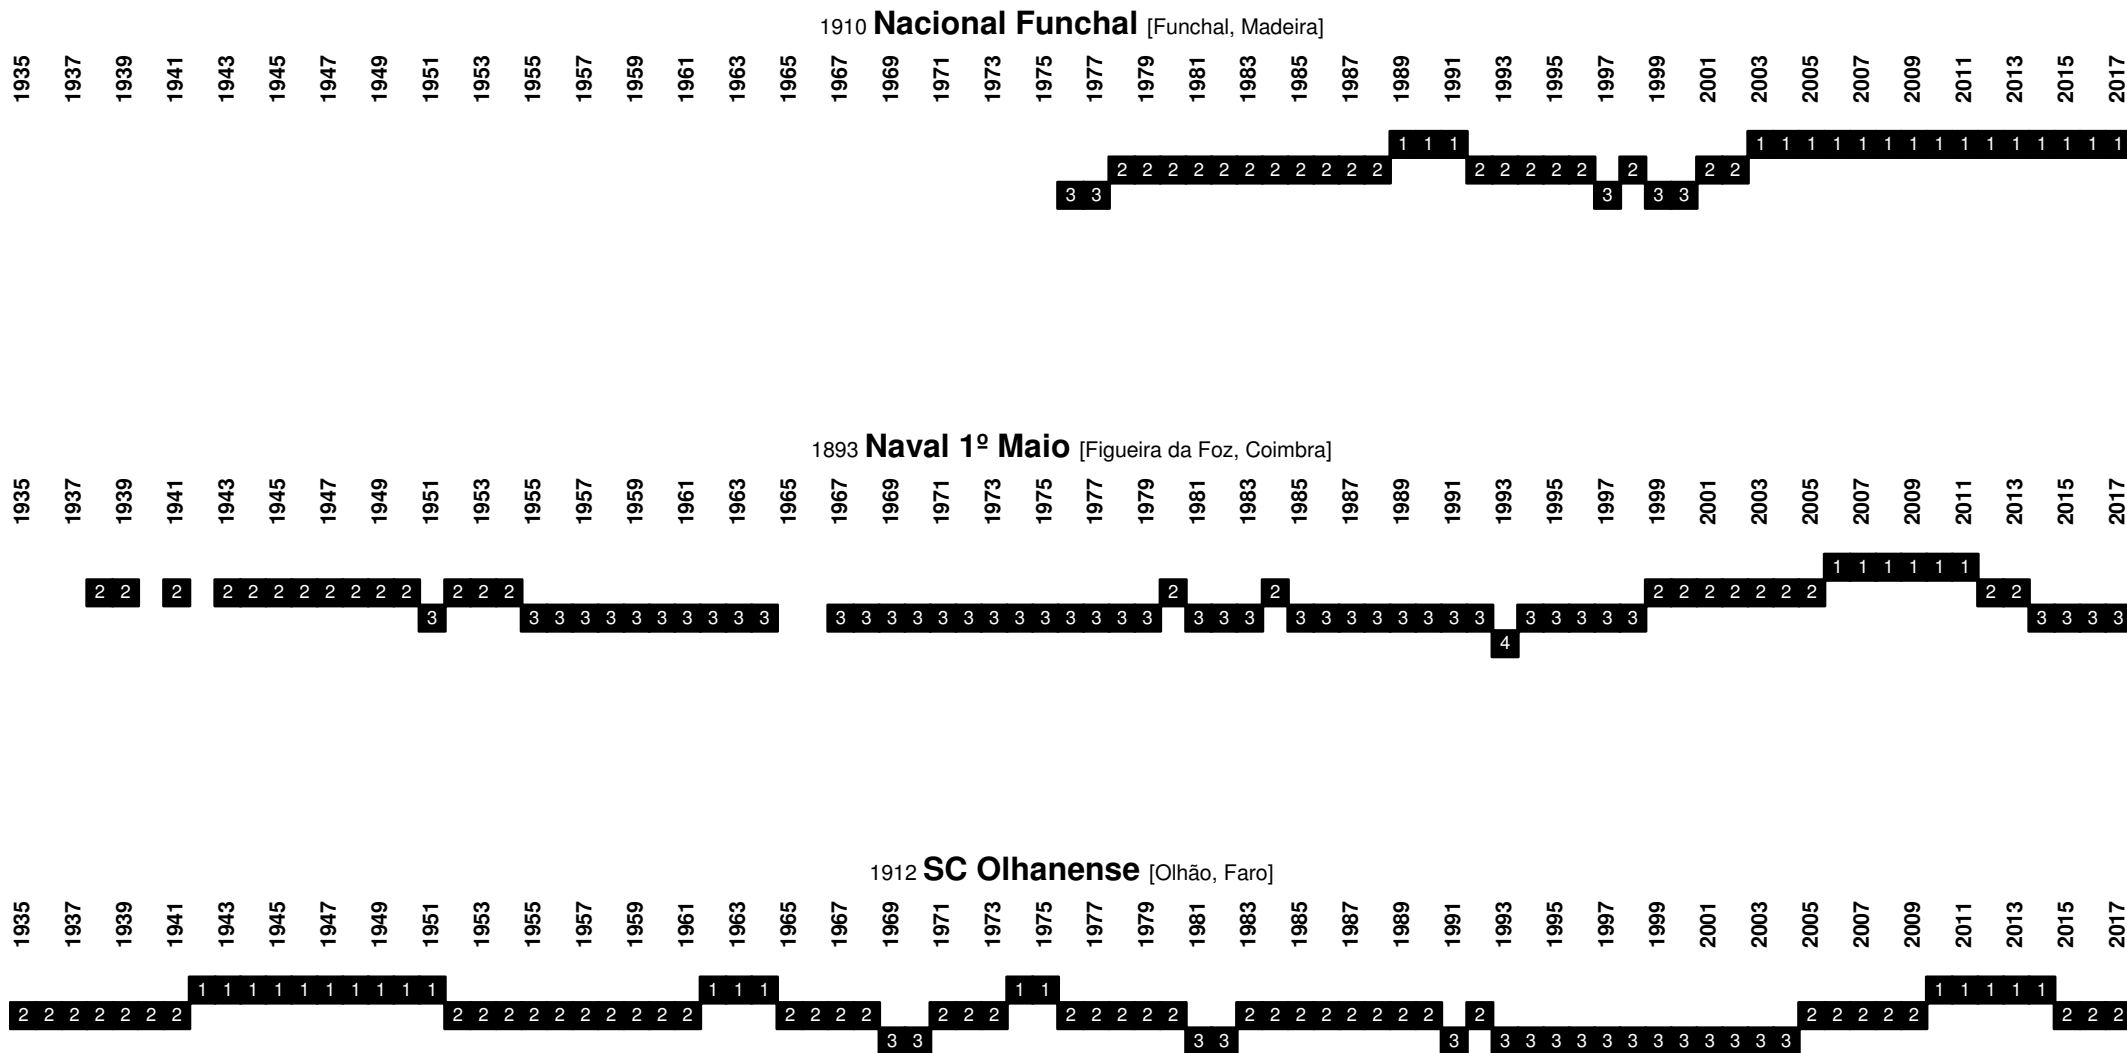 1910 Nacional Funchal [Funchal, Madeira]
1935 1937 1939 1941 1943 1945 1947 1949 1951 1953 1955 1957 1959 1961 1963 1965 1967 1969 1971 1973 1975 1977 1979 1981 1983 1985 1987 1989 1991 1993 1995 1997 1999 2001 2003 2005 2007 2009 2011 2013 2015 2017
1 1 1 1 1 1 1 1 1 1 1 1 1 1 1 1 1 1
2 2 2 2 2 2 2 2 2 2 2 2 2 2 2 2 2 2 2
3 3 3 3 3
1893 Naval 1º Maio [Figueira da Foz, Coimbra]
1935 1937 1939 1941 1943 1945 1947 1949 1951 1953 1955 1957 1959 1961 1963 1965 1967 1969 1971 1973 1975 1977 1979 1981 1983 1985 1987 1989 1991 1993 1995 1997 1999 2001 2003 2005 2007 2009 2011 2013 2015 2017
1 1 1 1 1 1
2 2 2 2 2 2 2 2 2 2 2 2 2 2 2 2 2 2 2 2 2 2 2 2 2
3 3 3 3 3 3 3 3 3 3 3 3 3 3 3 3 3 3 3 3 3 3 3 3 3 3 3 3 3 3 3 3 3 3 3 3 3 3 3 3 3 3 3 3
4
1912 SC Olhanense [Olhão, Faro]
1935 1937 1939 1941 1943 1945 1947 1949 1951 1953 1955 1957 1959 1961 1963 1965 1967 1969 1971 1973 1975 1977 1979 1981 1983 1985 1987 1989 1991 1993 1995 1997 1999 2001 2003 2005 2007 2009 2011 2013 2015 2017
1 1 1 1 1 1 1 1 1 1 1 1 1 1 1 1 1 1 1 1
2 2 2 2 2 2 2 2 2 2 2 2 2 2 2 2 2 2 2 2 2 2 2 2 2 2 2 2 2 2 2 2 2 2 2 2 2 2 2 2 2 2 2 2 2 2
3 3 3 3 3 3 3 3 3 3 3 3 3 3 3 3 3